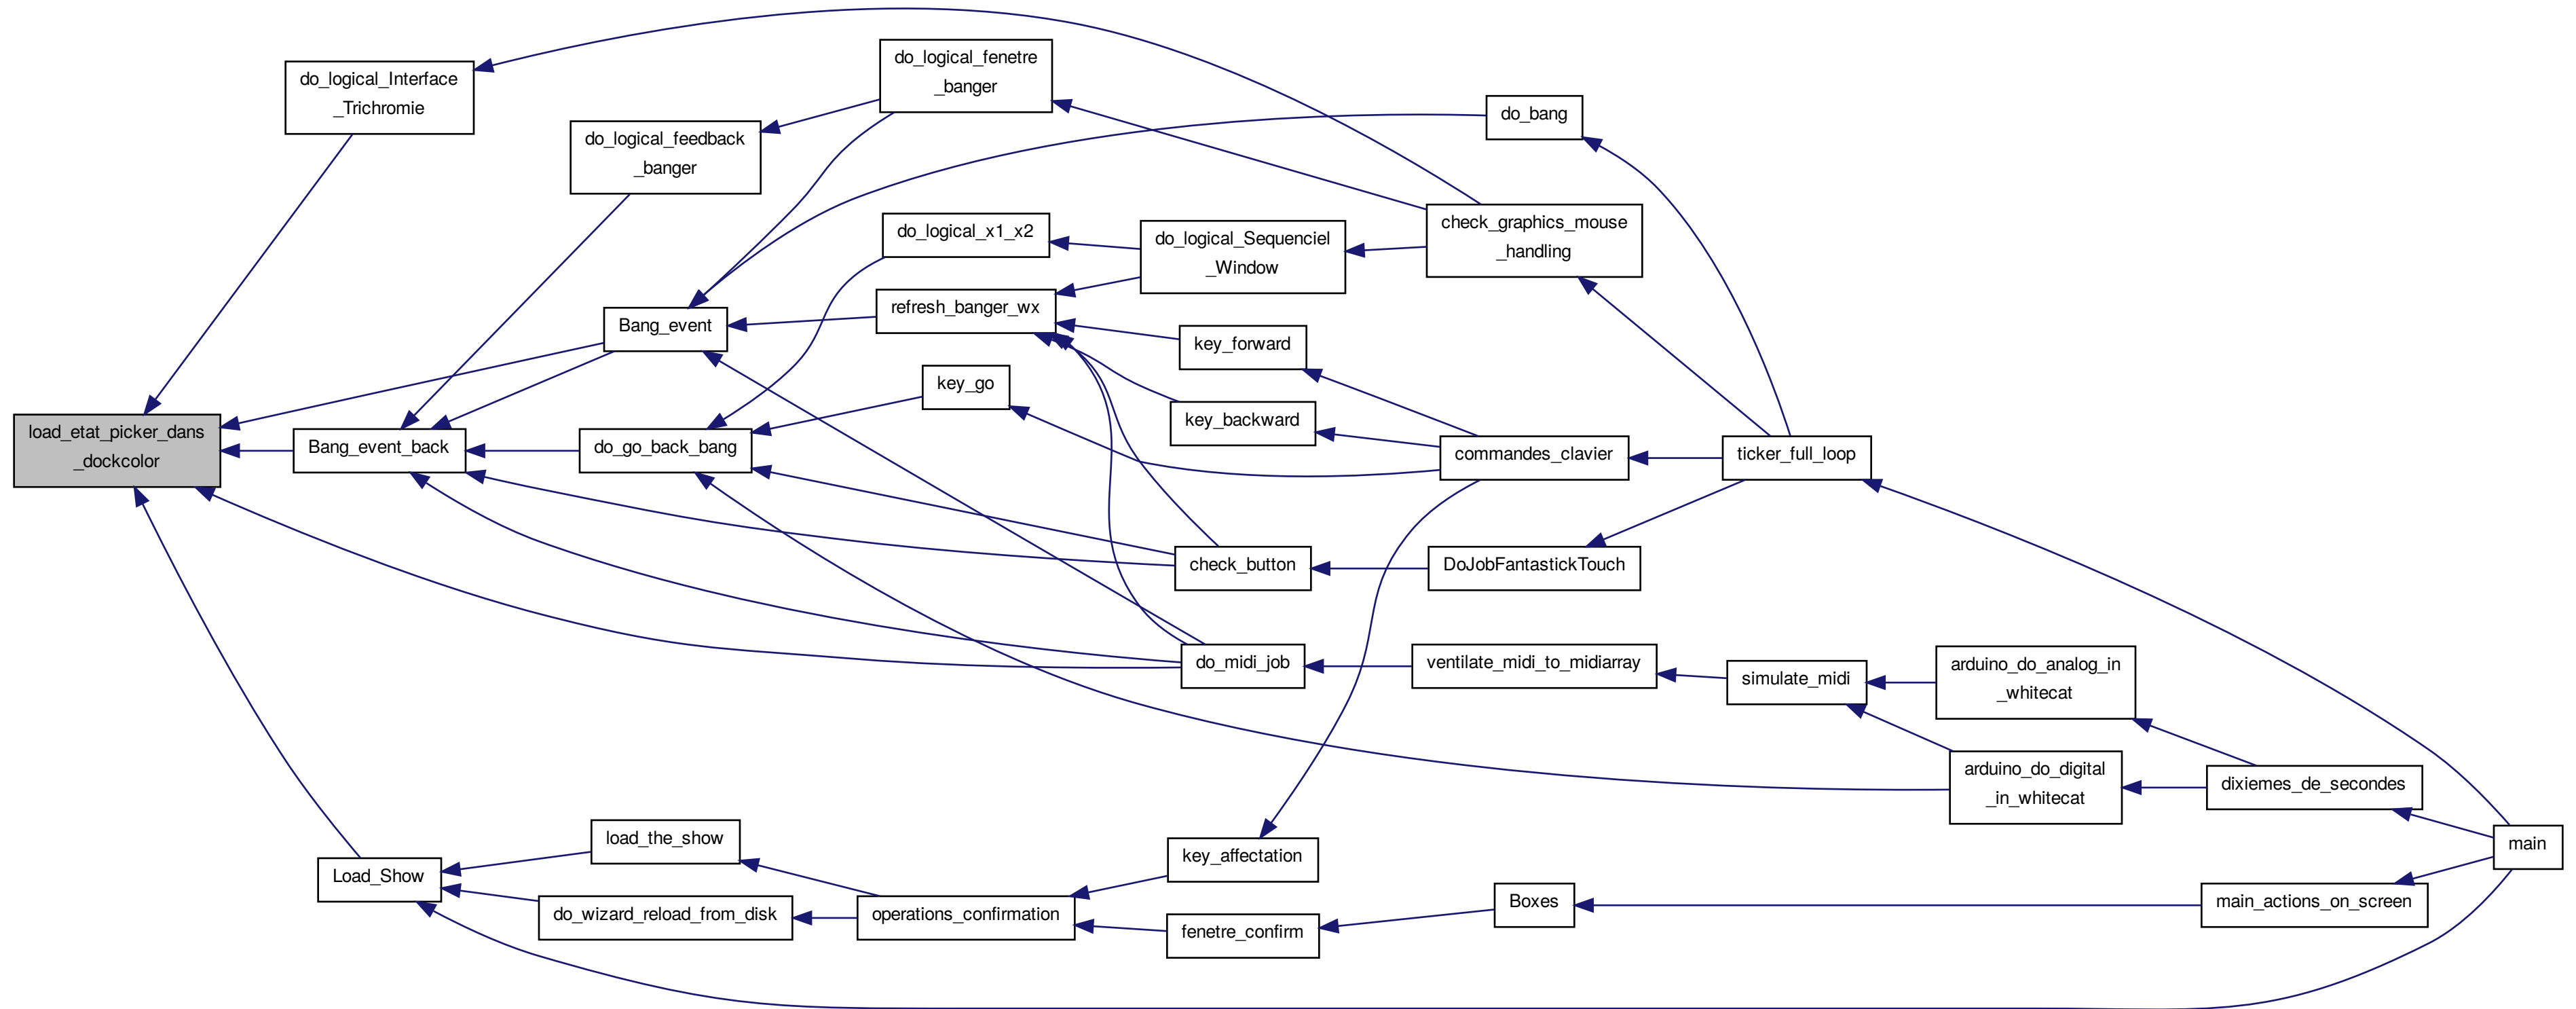 do_logical_Interface
_Trichromie
do_logical_fenetre
_banger
do_bang
do_logical_feedback
_banger
do_logical_x1_x2
do_logical_Sequenciel
_Window
check_graphics_mouse
_handling
Bang_event
refresh_banger_wx
key_forward
key_go
key_backward
load_etat_picker_dans
_dockcolor
Bang_event_back
do_go_back_bang
commandes_clavier
ticker_full_loop
check_button
DoJobFantastickTouch
do_midi_job
ventilate_midi_to_midiarray
simulate_midi
arduino_do_analog_in
_whitecat
arduino_do_digital
_in_whitecat
dixiemes_de_secondes
main
load_the_show
key_affectation
Load_Show
do_wizard_reload_from_disk
operations_confirmation
fenetre_confirm
Boxes
main_actions_on_screen